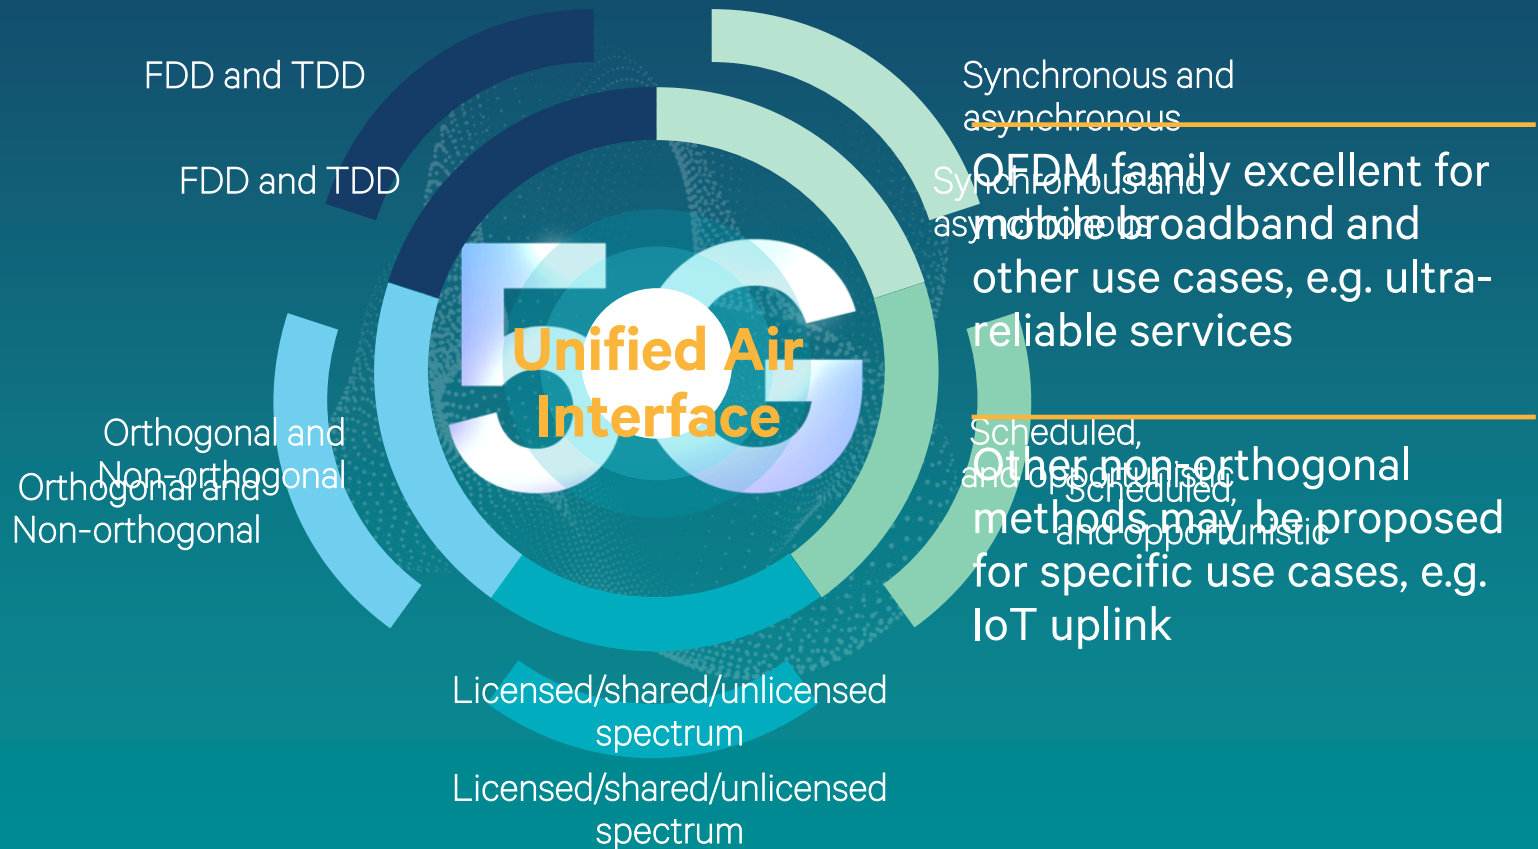 FDD and TDD
FDD and TDD
Synchronous and
asynchronous
Synchronous and
asynchronous
OFDM family excellent for
mobile broadband and
other use cases, e.g. ultra-
reliable services
5G
Unified Air
Interface
Orthogonal and
Non-orthogonal
Orthogonal and
Non-orthogonal
Scheduled,
and opportunistic
Scheduled,
and opportunistic
Other non-orthogonal
methods may be proposed
for specific use cases, e.g.
IoT uplink
Licensed/shared/unlicensed
spectrum
Licensed/shared/unlicensed
spectrum